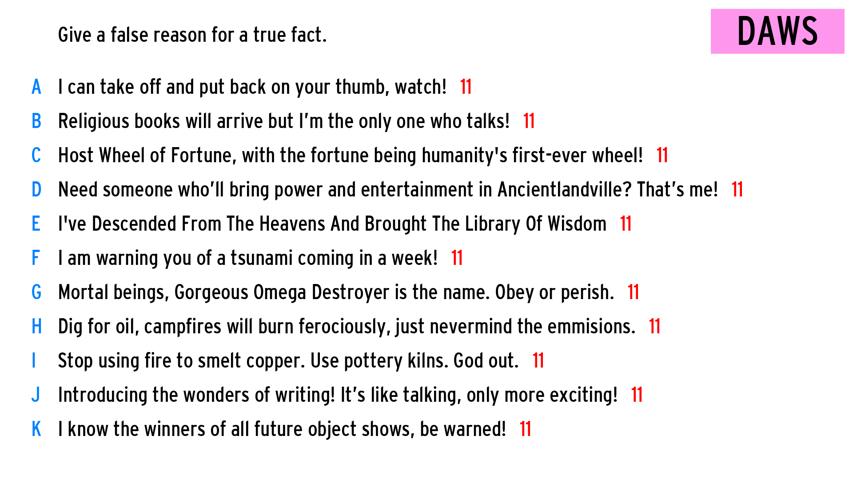 Give a false reason for a true fact.
DAWS
A I can take off and put back on your thumb, watch! 11
B Religious books will arrive but I'm the only one who talks! 11
C Host Wheel of Fortune, with the fortune being humanity's first-ever wheel! 11
D Need someone who'll bring power and entertainment in Ancientlandville? That's me! 11
E I've Descended From The Heavens And Brought The Library Of Wisdom 11
F I am warning you of a tsunami coming in a week! 11
G Mortal beings, Gorgeous Omega Destroyer is the name. Obey or perish. 11
H Dig for oil, campfires will burn ferociously, just nevermind the emmisions. 11
I Stop using fire to smelt copper. Use pottery kilns. God out. 11
J Introducing the wonders of writing! It's like talking, only more exciting! 11
K I know the winners of all future object shows, be warned! 11